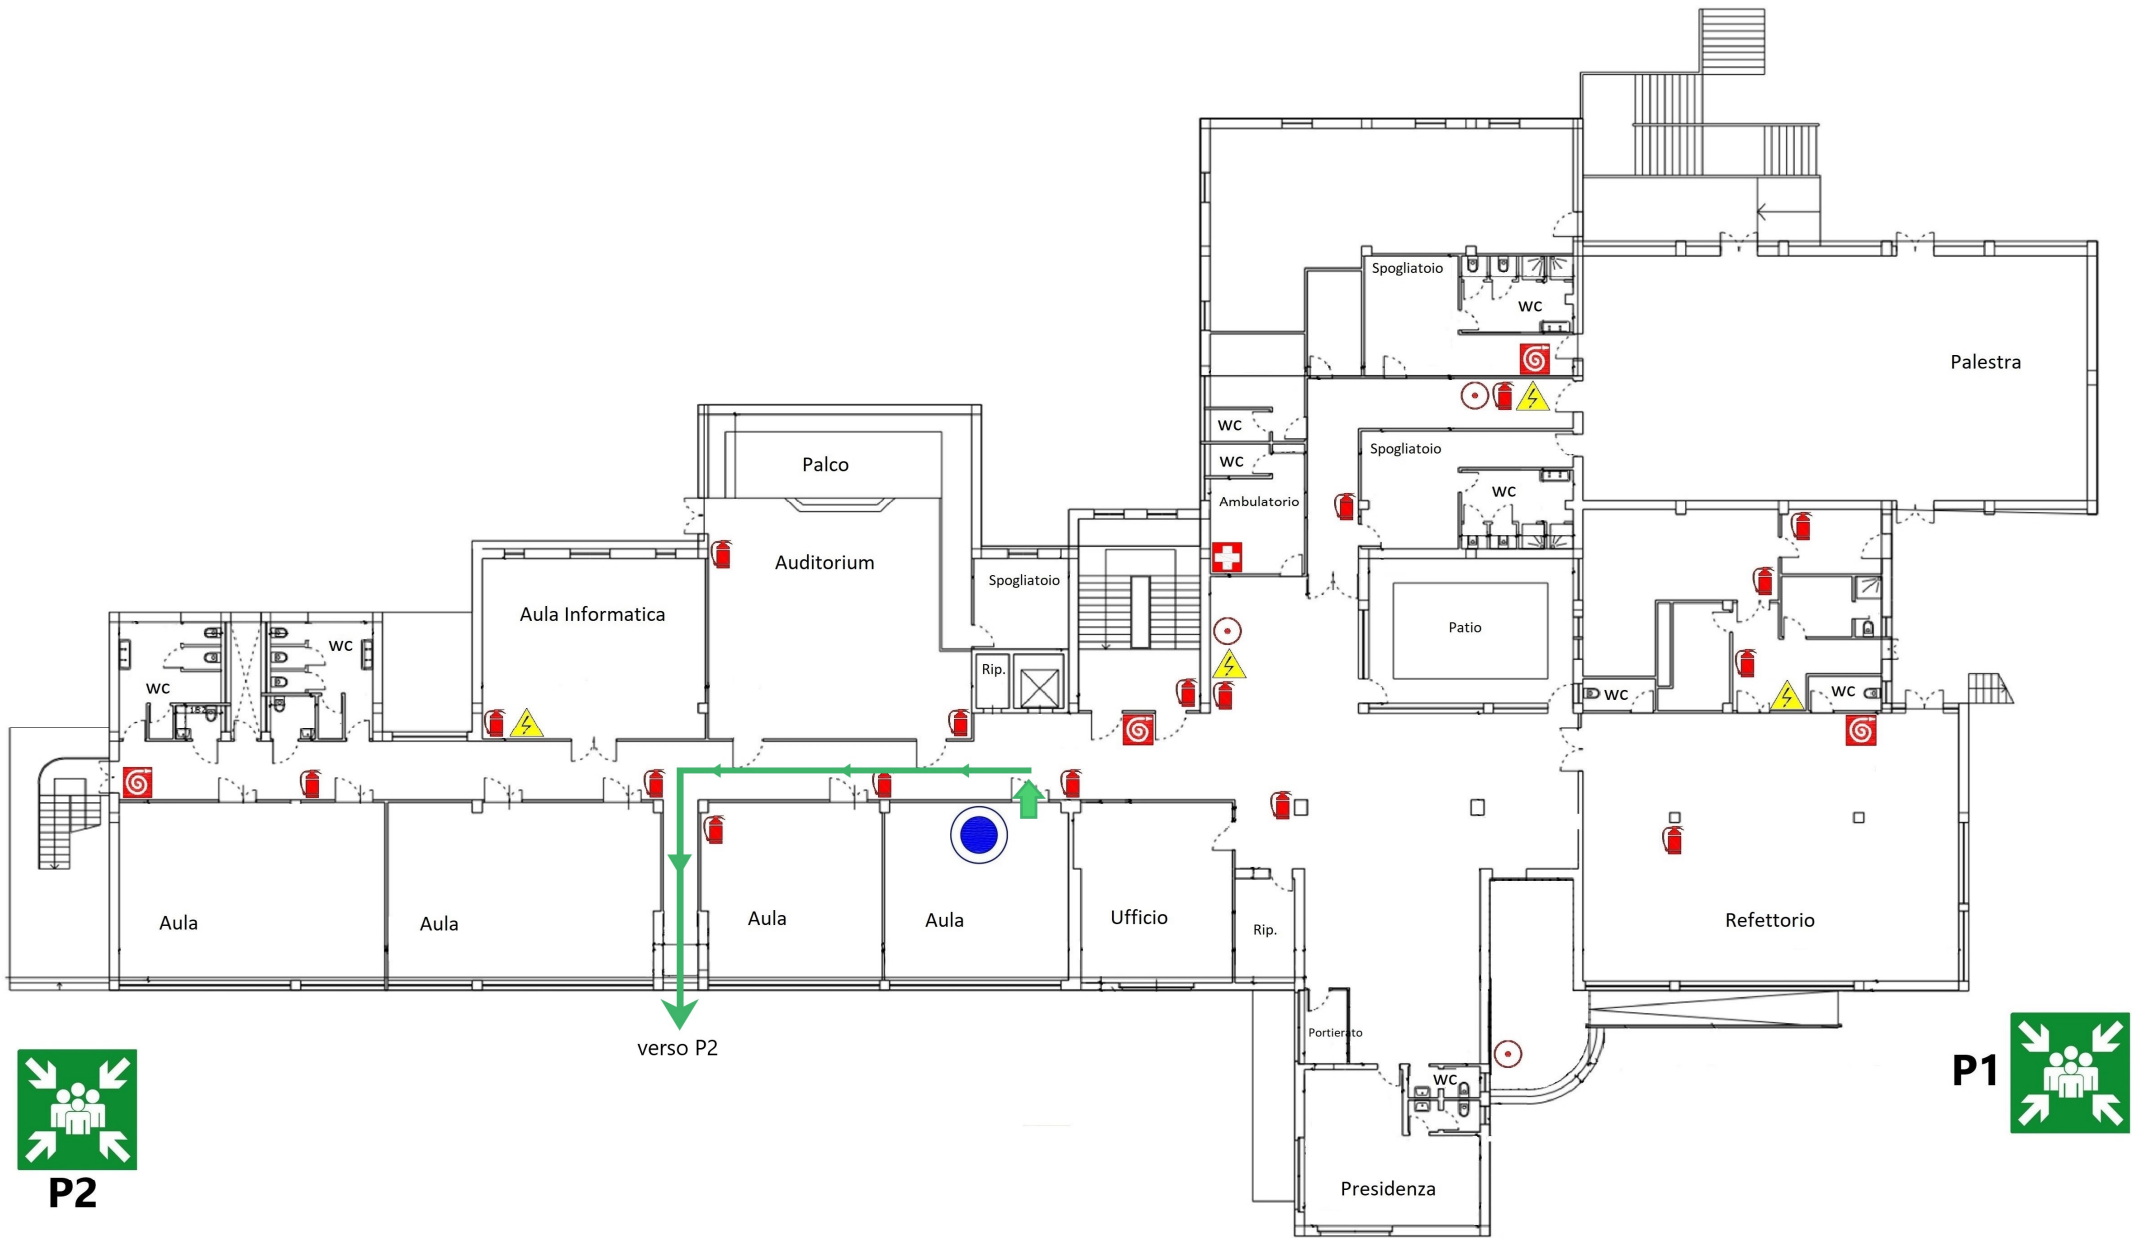 Spogliatoio
wc
Palestra
wc
Spogliatoio
wc
Palco
wc
Ambulatorio
Auditorium
Spogliatoio
Aula Informatica
Patio
wc
Rip.
wc
wc
wc
Aula
Aula
Aula
Aula
Ufficio
Rip.
Refettorio
Portierato
verso P2
wc
P1
Presidenza
P2